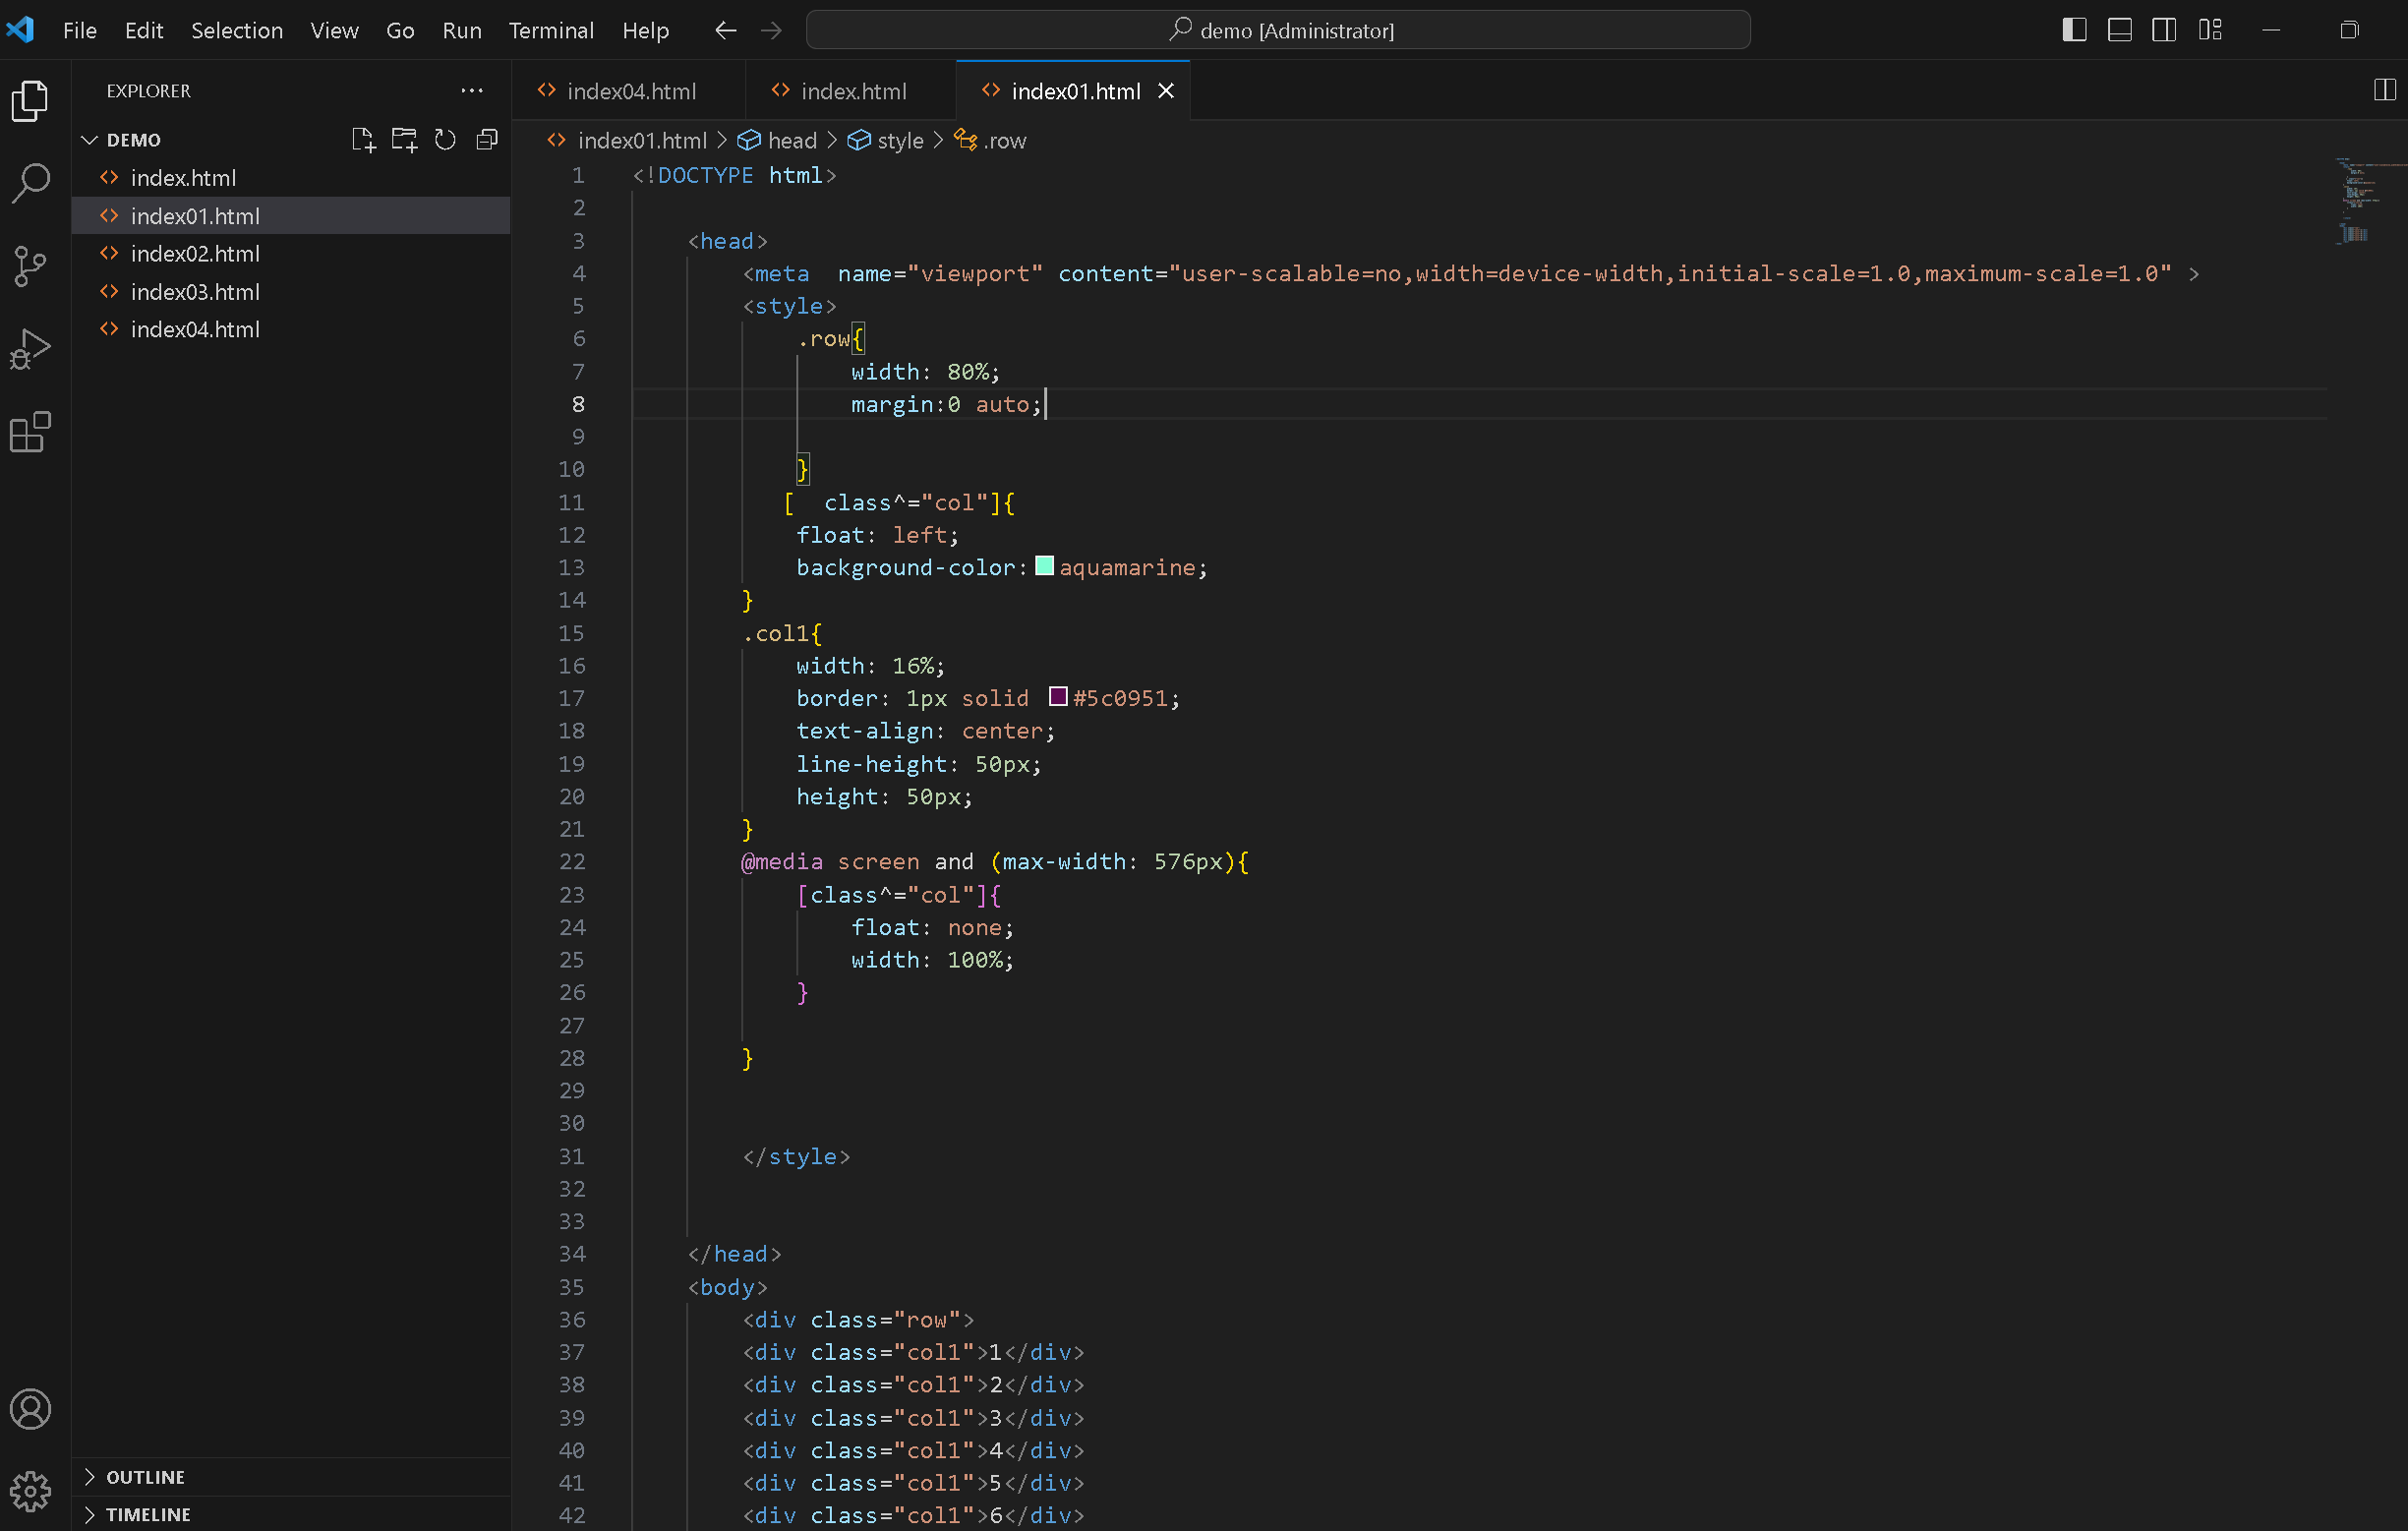 File Edit Selection View Go Run Terminal Help demo [Administrator]
EXPLORER
DEMO
index.html
index01.html
index02.html
index03.html
index04.html
OUTLINE
TIMELINE
index04.html index.html index01.html
index01.html > head > style > .row
1 <!DOCTYPE html>
2
3 <head>
4 <meta  name="viewport" content="user-scalable=no,width=device-width,initial-scale=1.0,maximum-scale=1.0" >
5 <style>
6 .row{
7 width: 80%;
8 margin:0 auto;
9
10 }
11 [  class^="col"]{
12 float: left;
13 background-color: aquamarine;
14 }
15 .col1{
16 width: 16%;
17 border: 1px solid #5c0951;
18 text-align: center;
19 line-height: 50px;
20 height: 50px;
21 }
22 @media screen and (max-width: 576px){
23 [class^="col"]{
24 float: none;
25 width: 100%;
26 }
27
28 }
29
30
31 </style>
32
33
34 </head>
35 <body>
36 <div class="row">
37 <div class="col1">1</div>
38 <div class="col1">2</div>
39 <div class="col1">3</div>
40 <div class="col1">4</div>
41 <div class="col1">5</div>
42 <div class="col1">6</div>